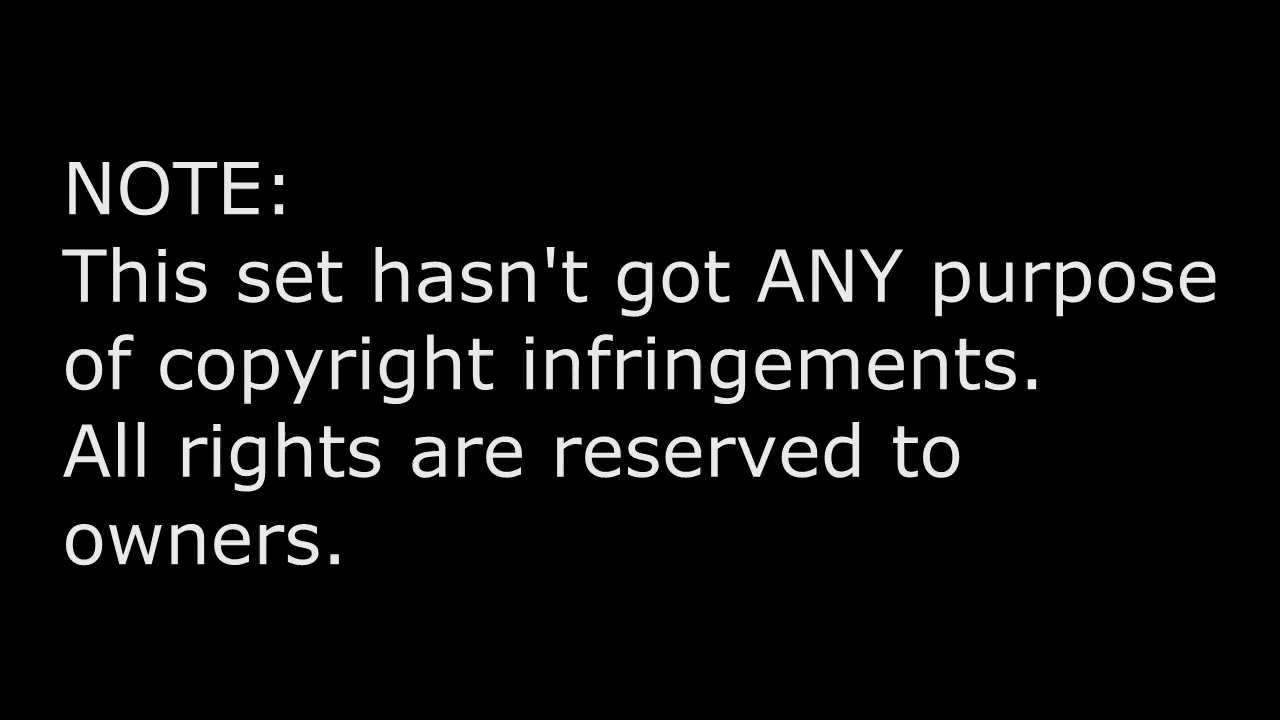 NOTE:
This set hasn't got ANY purpose
of copyright infringements.
All rights are reserved to
owners.